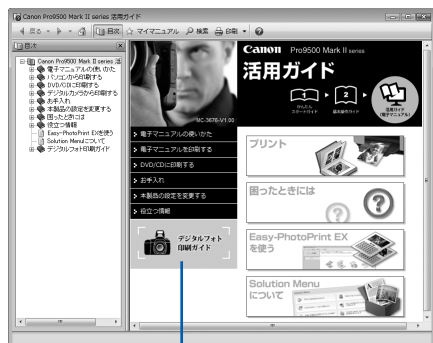 Canon Pro9500 Mark II series 活用ガイド
戻る
目次
マイマニュアル
検索
印刷
目次
Canon Pro9500 Mark II series 活
電子マニュアルの使いかた
パソコンから印刷する
DVD/CDに印刷する
デジタルカメラから印刷する
お手入れ
本製品の設定を変更する
困ったときには
役立つ情報
Easy-PhotoPrint EXを使う
Solution Menuについて
デジタルフォト印刷ガイド
MC-3676-V1.00
電子マニュアルの使いかた
電子マニュアルを印刷する
DVD/CDに印刷する
お手入れ
本製品の設定を変更する
役立つ情報
デジタルフォト
印刷ガイド
Canon Pro9500 Mark II series
活用ガイド
1
かんたん
スタートガイド
2
基本操作ガイド
活用ガイド
(電子マニュアル)
プリント
困ったときには
Easy-PhotoPrint EX
を使う
Solution Menu
について